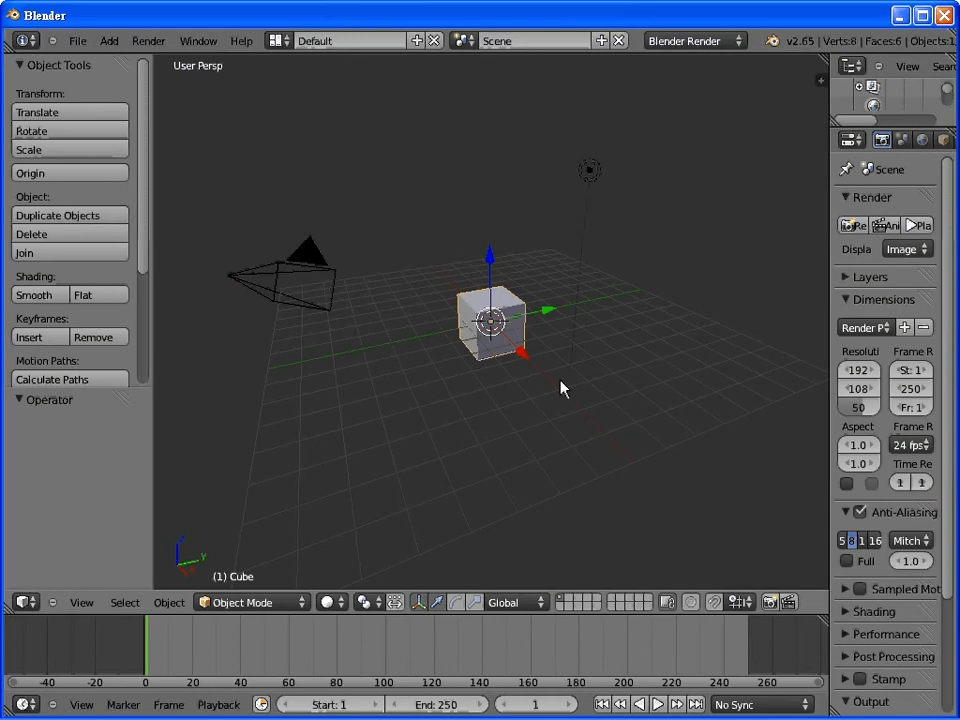 Blender
File Add Render Window Help Default Scene Blender Render v2.65 | Verts:8 | Faces:6 | Objects:1
Object Tools
User Persp
View Sear
Transform:
Translate
Rotate
Scale
Origin
Scene
Object:
Duplicate Objects
Delete
Join
Render
Re Ani Pla
Displa Image
Shading:
Smooth Flat
Layers
Dimensions
Keyframes:
Insert Remove
Render P
Motion Paths:
Calculate Paths
Resoluti Frame R
192 St: 1
108 250
50 Fr: 1
Operator
Aspect Frame R
1.0 24 fps
1.0 Time Re
1 1
Anti-Aliasing
5 8 1 16 Mitch
Full 1.0
z
y
(1) Cube
Sampled Mot
View Select Object Object Mode Global
Shading
Performance
Post Processing
Stamp
Output
-40 -20 0 20 40 60 80 100 120 140 160 180 200 220 240 260
View Marker Frame Playback Start: 1 End: 250 1 No Sync